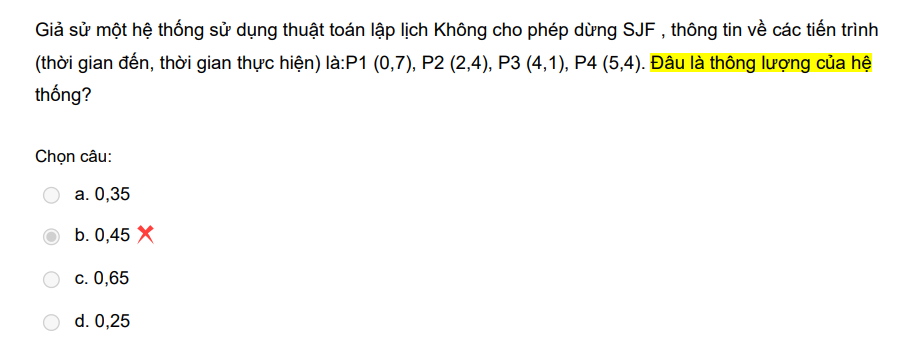 Giả sử một hệ thống sử dụng thuật toán lập lịch Không cho phép dừng SJF , thông tin về các tiến trình
(thời gian đến, thời gian thực hiện) là:P1 (0,7), P2 (2,4), P3 (4,1), P4 (5,4). Đâu là thông lượng của hệ
thống?
Chọn câu:
a. 0,35
b. 0,45
c. 0,65
d. 0,25